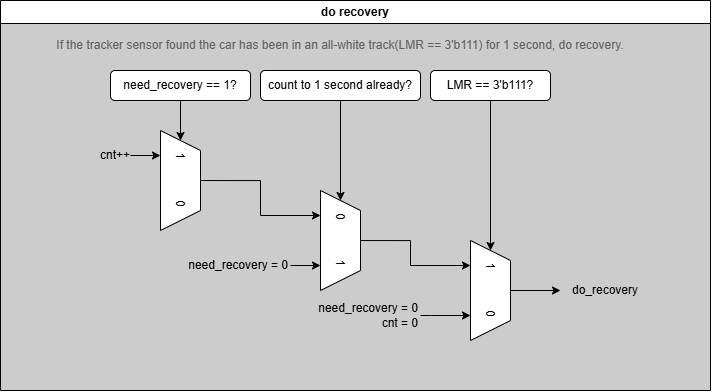 do recovery
If the tracker sensor found the car has been in an all-white track(LMR == 3'b111) for 1 second, do recovery.
need_recovery == 1?
count to 1 second already?
LMR == 3'b111?
cnt++
1
0
0
1
need_recovery = 0
1
0
need_recovery = 0
cnt = 0
do_recovery